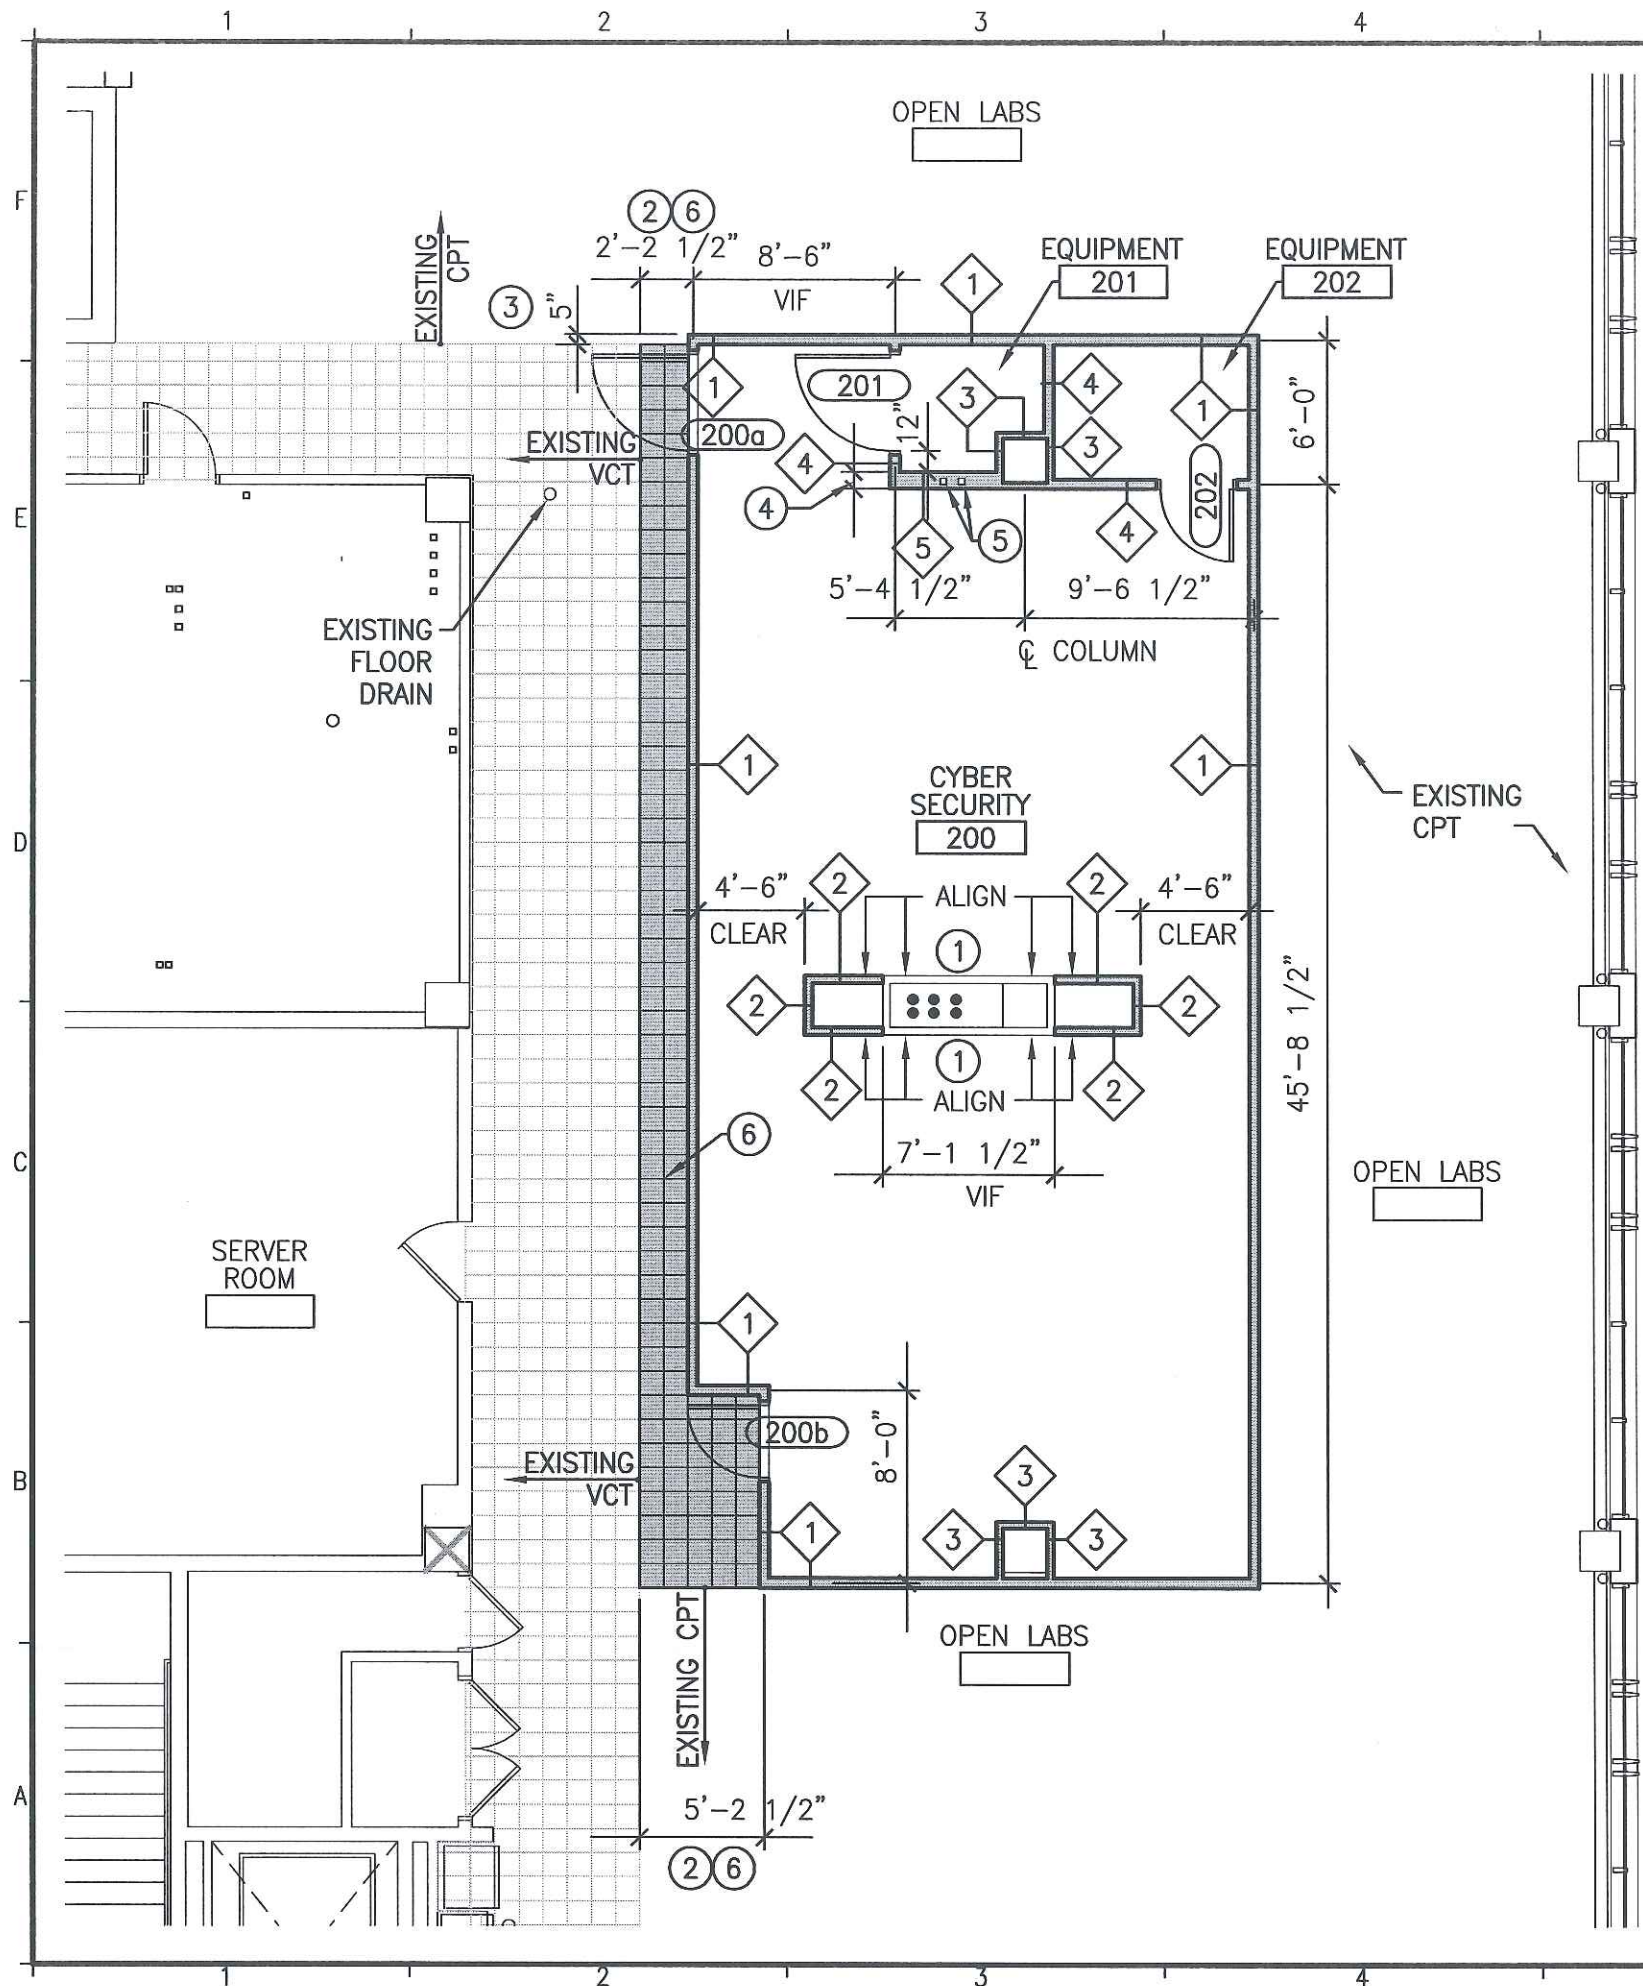 1 2 3 4
OPEN LABS
F
2 6
2'-2 1/2" 8'-6"
VIF
EXISTING
CPT
3 5"
EQUIPMENT
201
EQUIPMENT
202
1
1 201 3 4 1
200a 12" 3
6'-0"
EXISTING
VCT
4
4
202
E
5 5 4
5'-4 1/2" 9'-6 1/2"
℄ COLUMN
EXISTING
FLOOR
DRAIN
1 1
CYBER
SECURITY
200
EXISTING
CPT
D
4'-6" 2 ALIGN 2 4'-6"
CLEAR 1 CLEAR
2 2
45'-8 1/2"
2 1 2
ALIGN
6
7'-1 1/2"
VIF
C
OPEN LABS
SERVER
ROOM
1
200b
8'-0"
EXISTING
VCT
B
3
1 3 3
EXISTING CPT
OPEN LABS
A
5'-2 1/2"
2 6
1 2 3 4